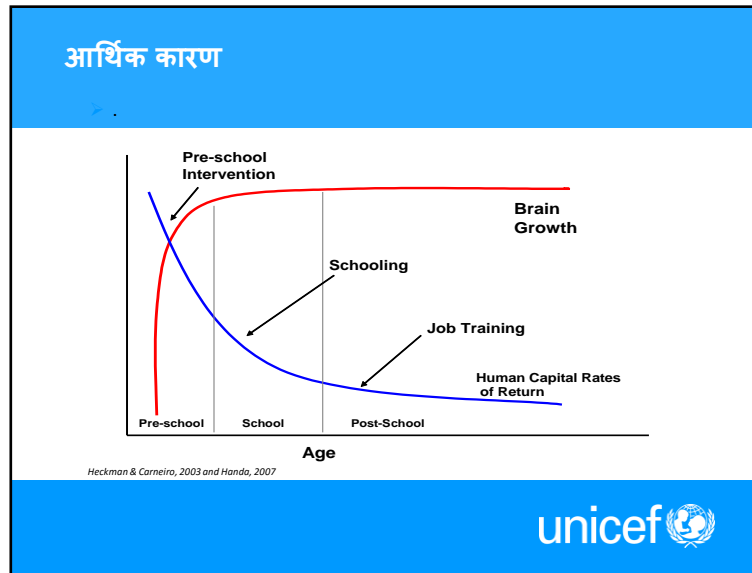 आर्थिक कारण
➢ .
Pre-school
Intervention
Brain
Growth
Schooling
Job Training
Human Capital Rates
of Return
Pre-school School Post-School
Age
Heckman & Carneiro, 2003 and Handa, 2007
unicef